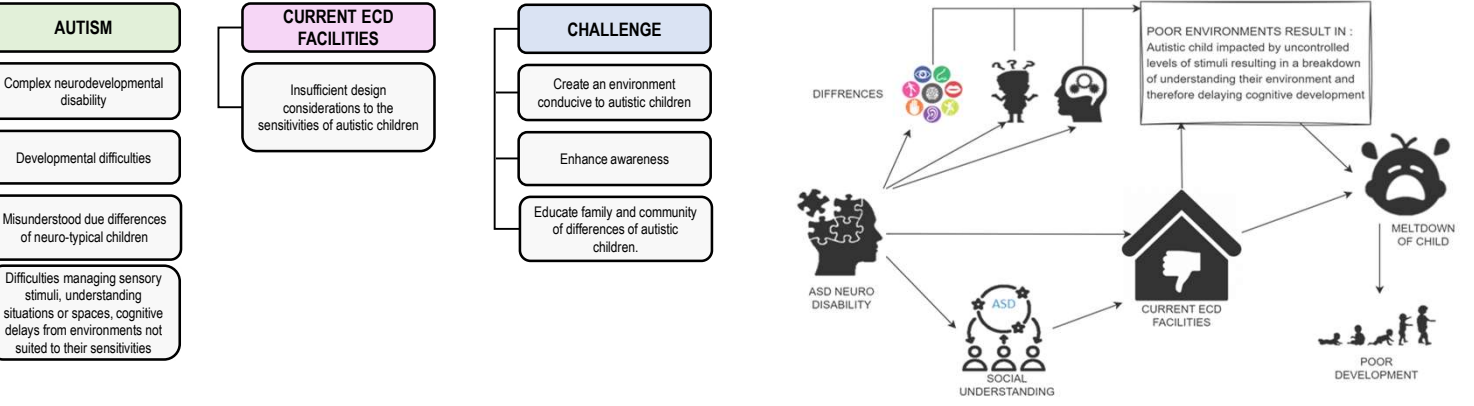 AUTISM
Complex neurodevelopmental
disability
Developmental difficulties
Misunderstood due differences
of neuro-typical children
Difficulties managing sensory
stimuli, understanding
situations or spaces, cognitive
delays from environments not
suited to their sensitivities
CURRENT ECD
FACILITIES
Insufficient design
considerations to the
sensitivities of autistic children
CHALLENGE
Create an environment
conducive to autistic children
Enhance awareness
Educate family and community
of differences of autistic
children.
DIFFRENCES
? ? ?
POOR ENVIRONMENTS RESULT IN :
Autistic child impacted by uncontrolled
levels of stimuli resulting in a breakdown
of understanding their environment and
therefore delaying cognitive development
ASD NEURO
DISABILITY
ASD
SOCIAL
UNDERSTANDING
CURRENT ECD
FACILITIES
MELTDOWN
OF CHILD
POOR
DEVELOPMENT